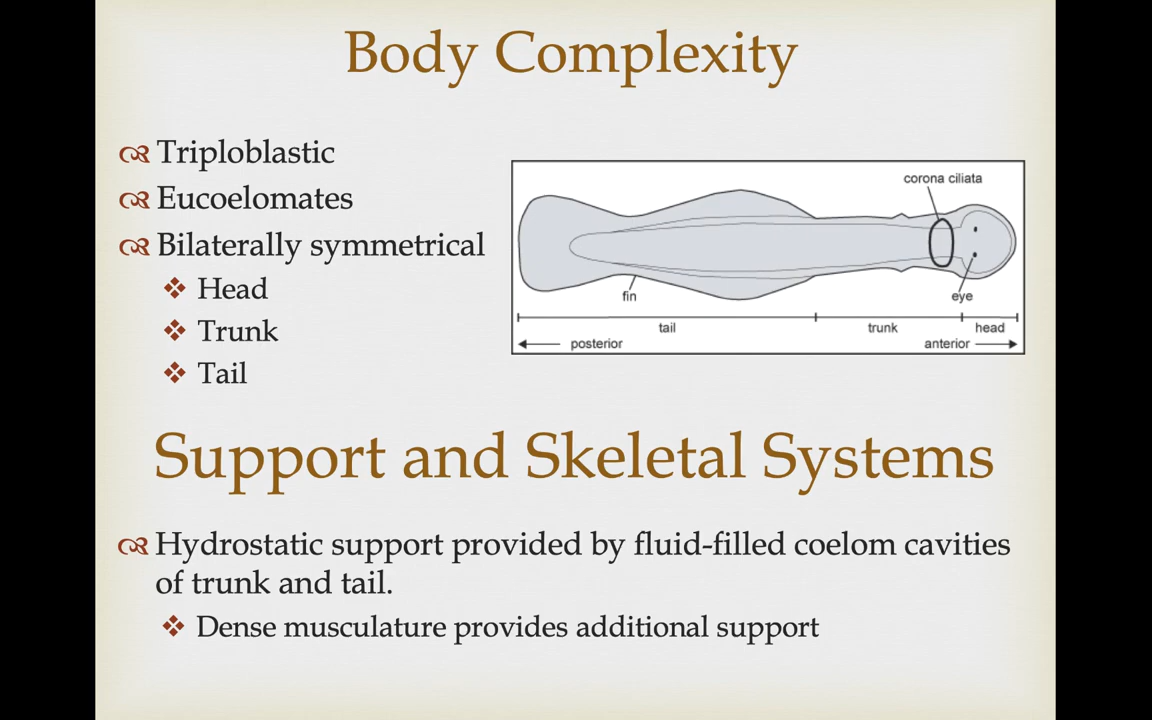 Body Complexity
Triploblastic
Eucoelomates
Bilaterally symmetrical
Head
Trunk
Tail
corona ciliata
fin
eye
tail
trunk
head
posterior
anterior
Support and Skeletal Systems
Hydrostatic support provided by fluid-filled coelom cavities
of trunk and tail.
Dense musculature provides additional support